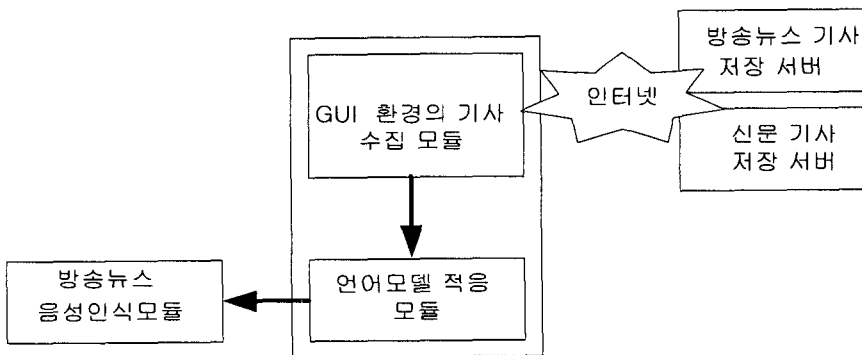 방송뉴스 기사
저장 서버
인터넷
신문 기사
저장 서버
GUI 환경의 기사
수집 모듈
언어모델 적응
모듈
방송뉴스
음성인식모듈